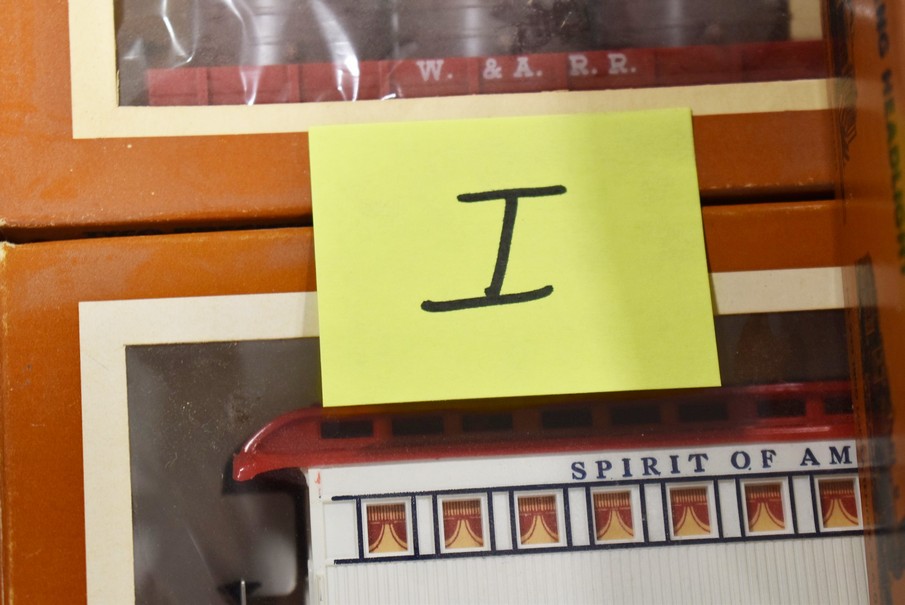 W. & A. R. R.
I
SPIRIT OF AM